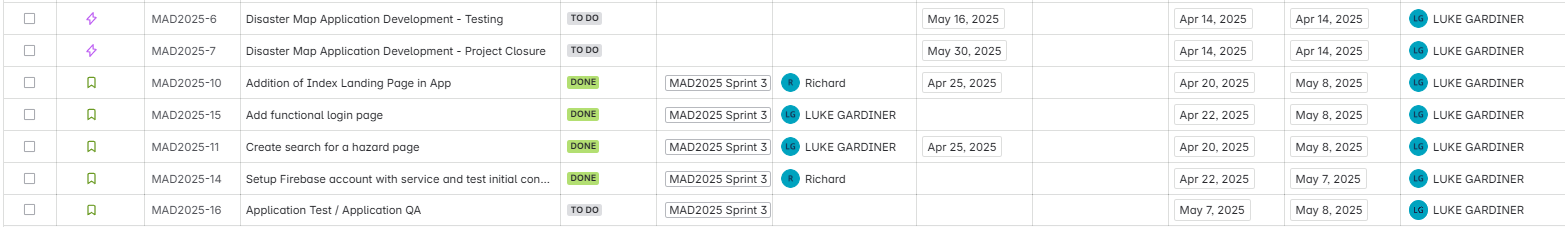 MAD2025-6 Disaster Map Application Development - Testing TO DO May 16, 2025 Apr 14, 2025 Apr 14, 2025 LG LUKE GARDINER
MAD2025-7 Disaster Map Application Development - Project Closure TO DO May 30, 2025 Apr 14, 2025 Apr 14, 2025 LG LUKE GARDINER
MAD2025-10 Addition of Index Landing Page in App DONE MAD2025 Sprint 3 R Richard Apr 25, 2025 Apr 20, 2025 May 8, 2025 LG LUKE GARDINER
MAD2025-15 Add functional login page DONE MAD2025 Sprint 3 LG LUKE GARDINER Apr 22, 2025 May 8, 2025 LG LUKE GARDINER
MAD2025-11 Create search for a hazard page DONE MAD2025 Sprint 3 LG LUKE GARDINER Apr 25, 2025 Apr 20, 2025 May 8, 2025 LG LUKE GARDINER
MAD2025-14 Setup Firebase account with service and test initial con... DONE MAD2025 Sprint 3 R Richard Apr 22, 2025 May 7, 2025 LG LUKE GARDINER
MAD2025-16 Application Test / Application QA TO DO MAD2025 Sprint 3 May 7, 2025 May 8, 2025 LG LUKE GARDINER